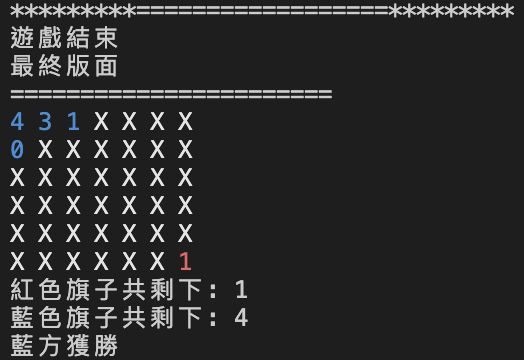 *********==================*********
遊戲結束
最終版面
=======================
4 3 1 X X X X
0 X X X X X X
X X X X X X X
X X X X X X X
X X X X X X X
X X X X X X 1
紅色旗子共剩下: 1
藍色旗子共剩下: 4
藍方獲勝